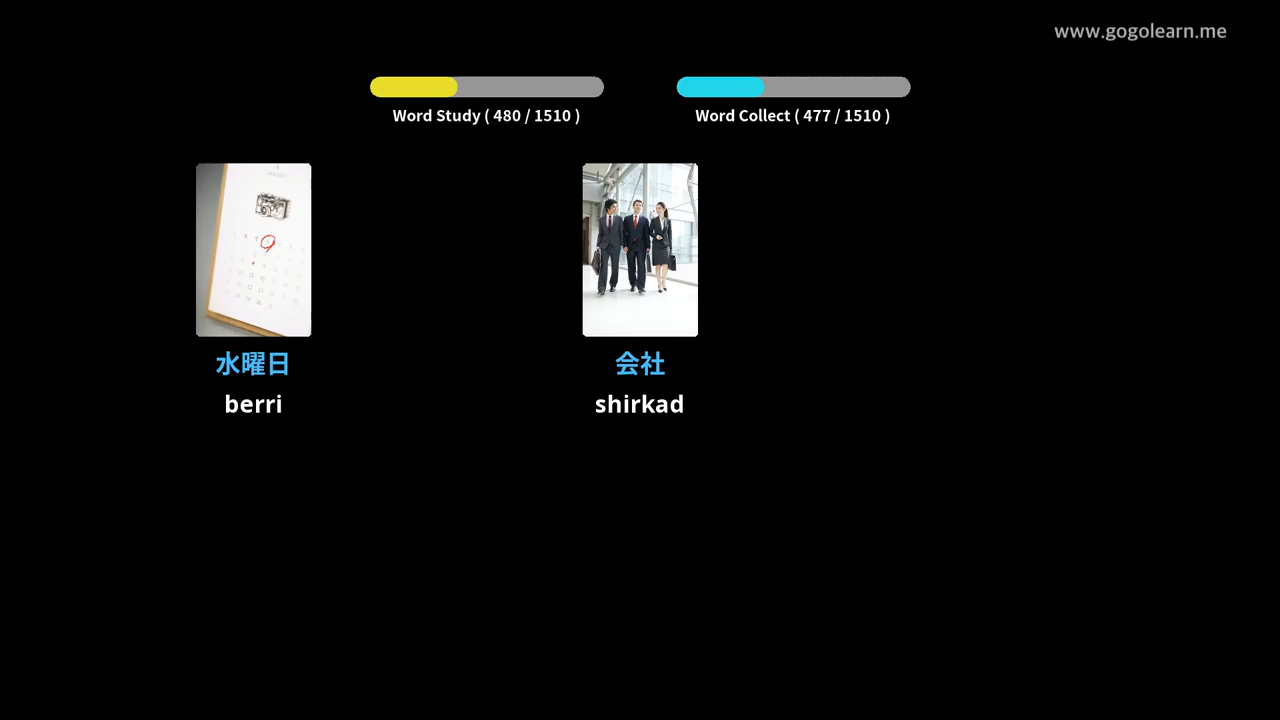 www.gogolearn.me
Word Study ( 480 / 1510 )
Word Collect ( 477 / 1510 )
水曜日
berri
会社
shirkad